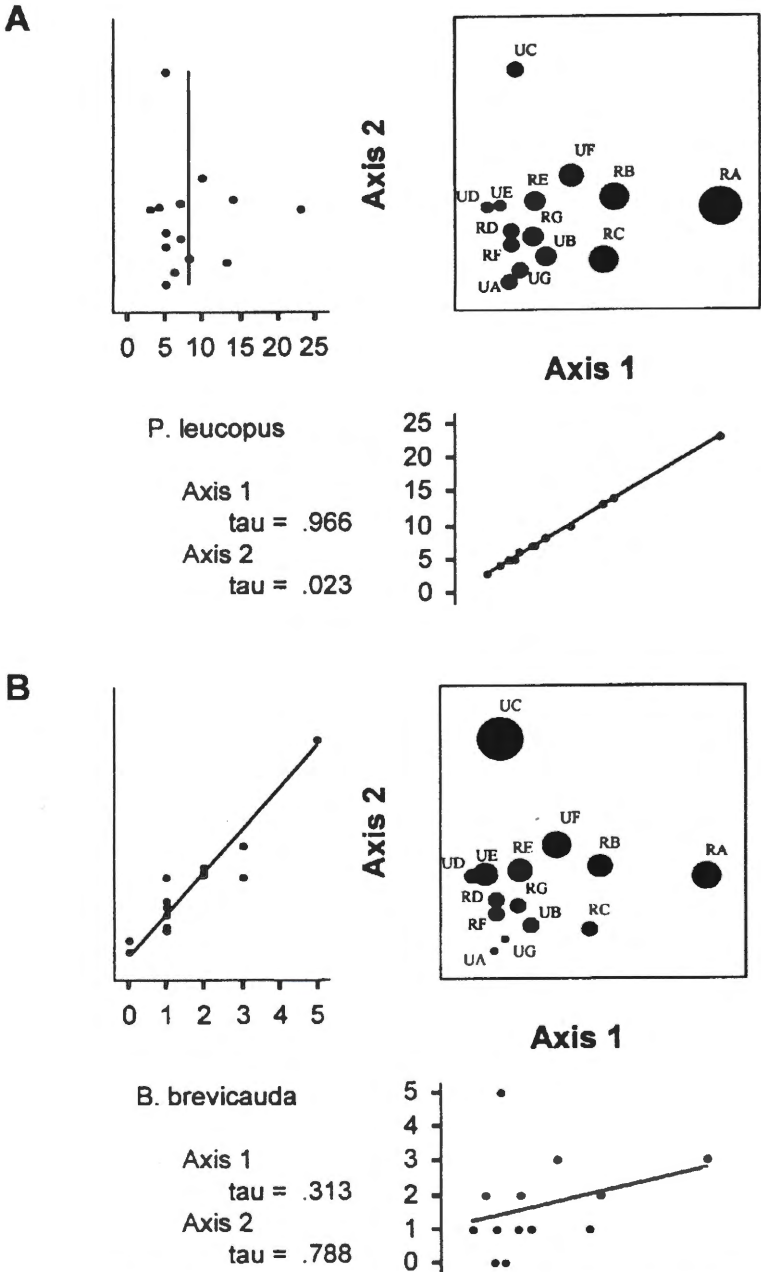 A
UC
Axis 2
UF
RE
RB
RA
UD UE
RD
RG
RF
UB
RC
UA
UG
0 5 10 15 20 25
Axis 1
P. leucopus
Axis 1
tau = .966
Axis 2
tau = .023
25
20
15
10
5
0
B
UC
Axis 2
UF
UD UE RE RB RA
RD RG
RF UB RC
UA UG
0 1 2 3 4 5
Axis 1
B. brevicauda
Axis 1
tau = .313
Axis 2
tau = .788
5
4
3
2
1
0